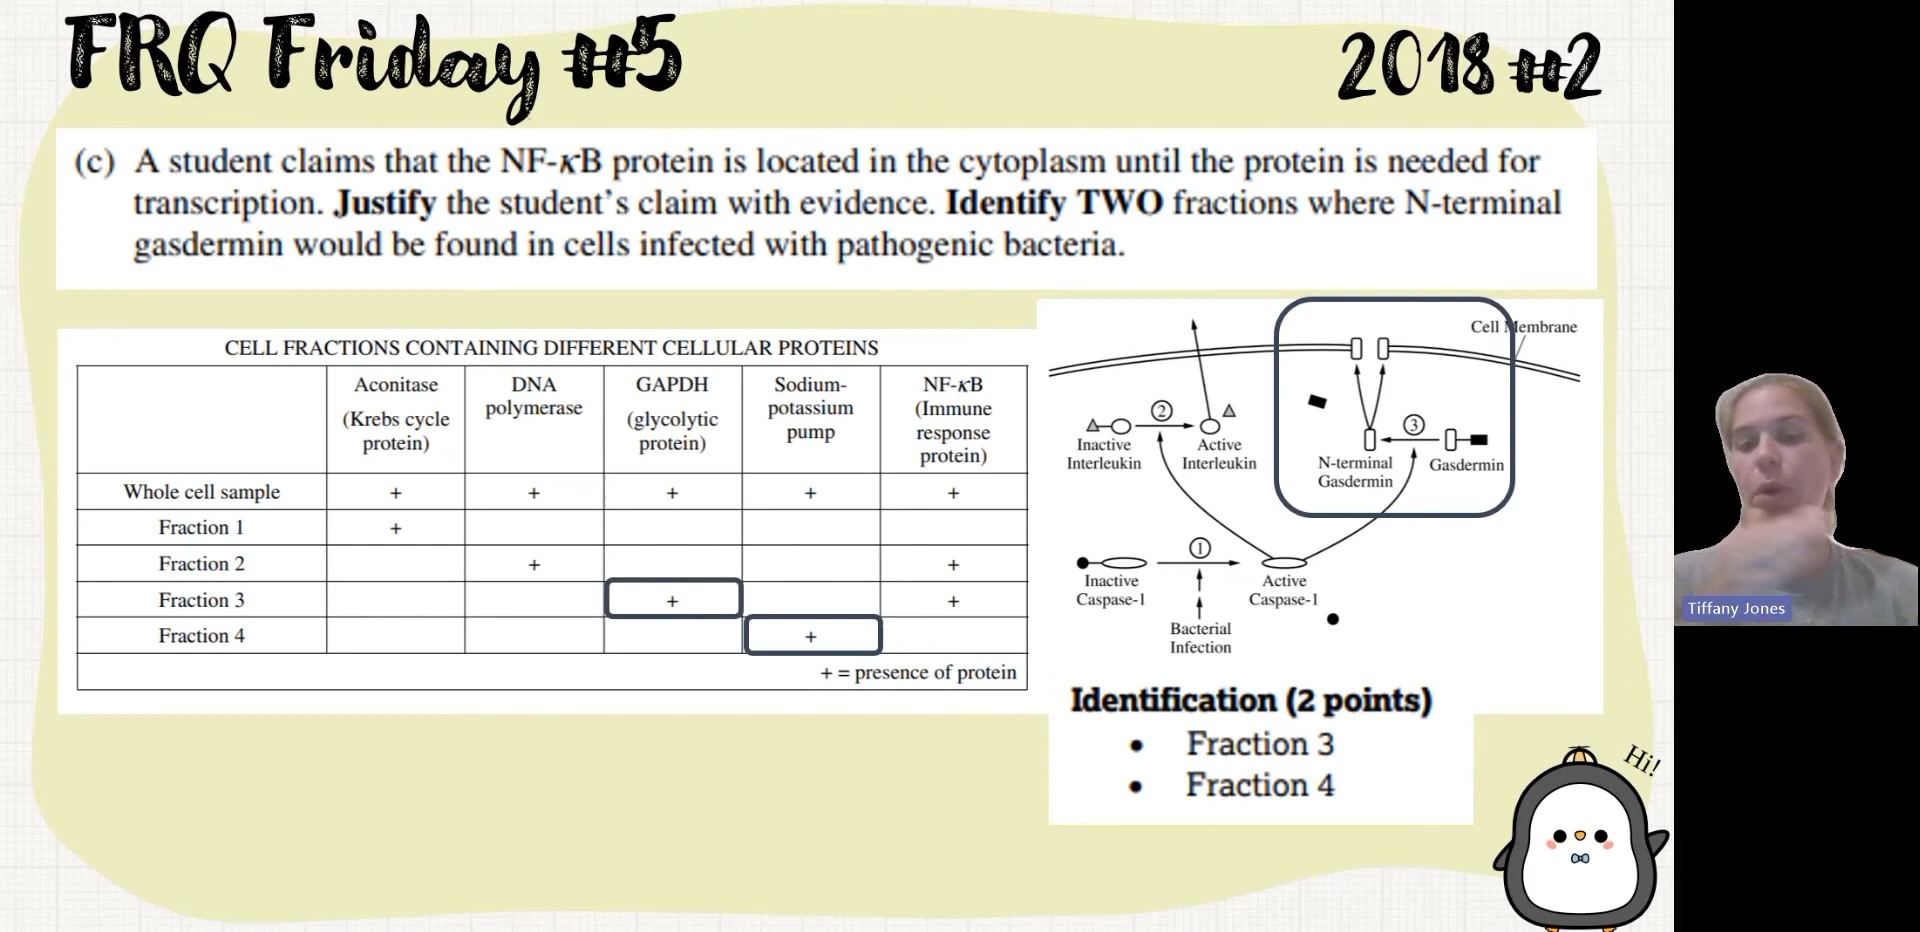 FRQ Friday #5
2018 #2
(c) A student claims that the NF-κB protein is located in the cytoplasm until the protein is needed for
transcription. Justify the student's claim with evidence. Identify TWO fractions where N-terminal
gasdermin would be found in cells infected with pathogenic bacteria.
CELL FRACTIONS CONTAINING DIFFERENT CELLULAR PROTEINS
Aconitase
(Krebs cycle
protein)
DNA
polymerase
GAPDH
(glycolytic
protein)
Sodium-
potassium
pump
NF-κB
(Immune
response
protein)
Whole cell sample + + + + +
Fraction 1 +
Fraction 2 + +
Fraction 3 + +
Fraction 4 +
+ = presence of protein
Cell Membrane
2
Inactive
Interleukin
Active
Interleukin
3
N-terminal
Gasdermin
Gasdermin
1
Inactive
Caspase-1
Active
Caspase-1
Bacterial
Infection
Identification (2 points)
• Fraction 3
• Fraction 4
Hi!
Tiffany Jones